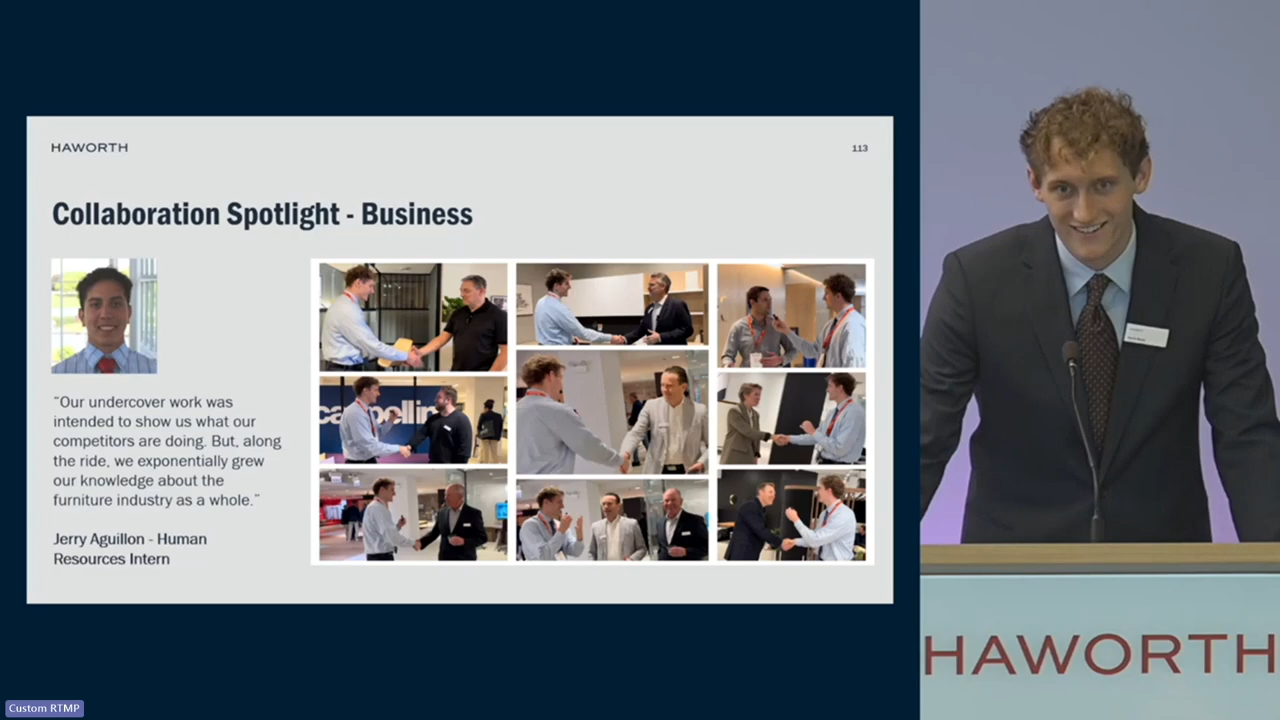 HAWORTH
113
Collaboration Spotlight - Business
“Our undercover work was
intended to show us what our
competitors are doing. But, along
the ride, we exponentially grew
our knowledge about the
furniture industry as a whole.”
Jerry Aguillon - Human
Resources Intern
HAWORTH
Custom RTMP